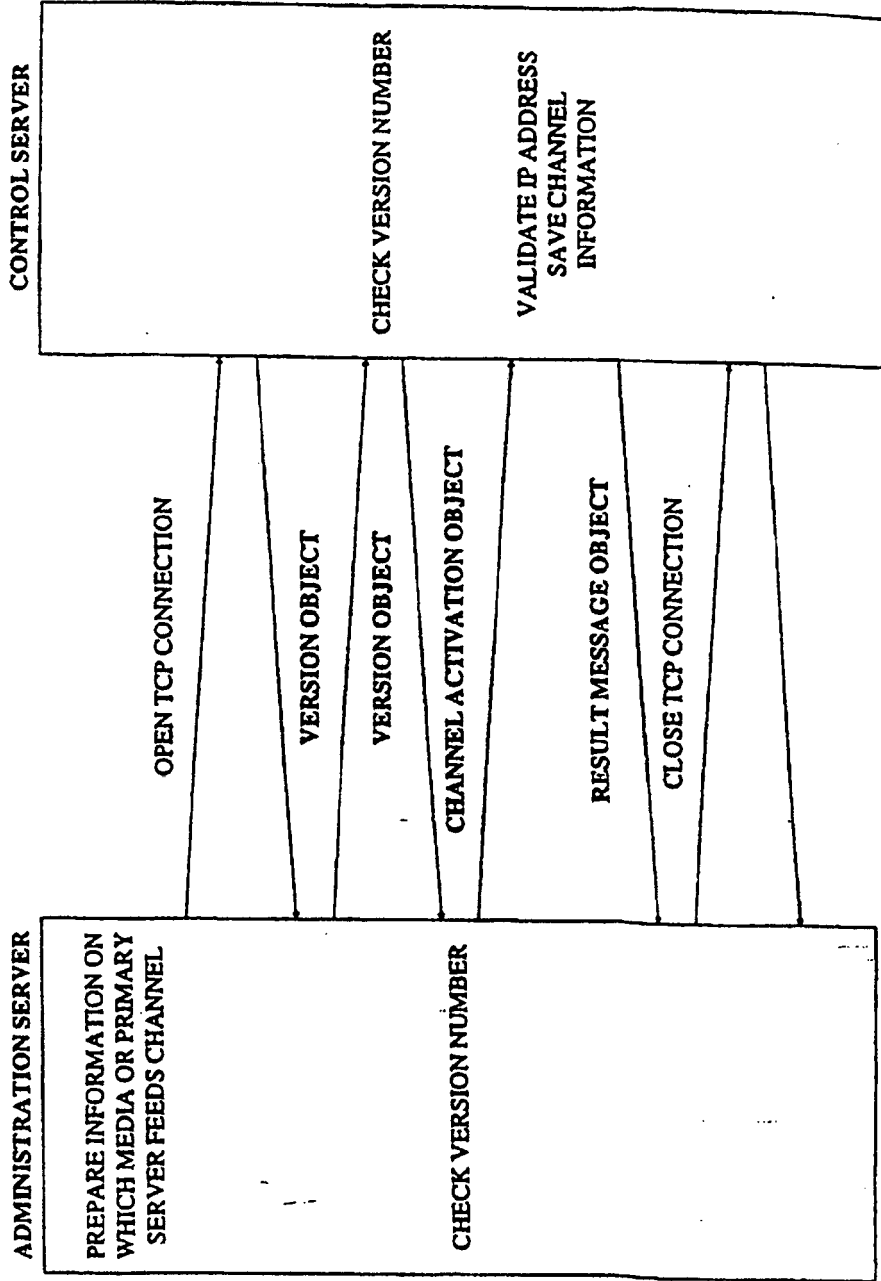 ADMINISTRATION SERVER
CONTROL SERVER
PREPARE INFORMATION ON
WHICH MEDIA OR PRIMARY
SERVER FEEDS CHANNEL
OPEN TCP CONNECTION
VERSION OBJECT
VERSION OBJECT
CHECK VERSION NUMBER
CHECK VERSION NUMBER
CHANNEL ACTIVATION OBJECT
VALIDATE IP ADDRESS
SAVE CHANNEL
INFORMATION
RESULT MESSAGE OBJECT
CLOSE TCP CONNECTION